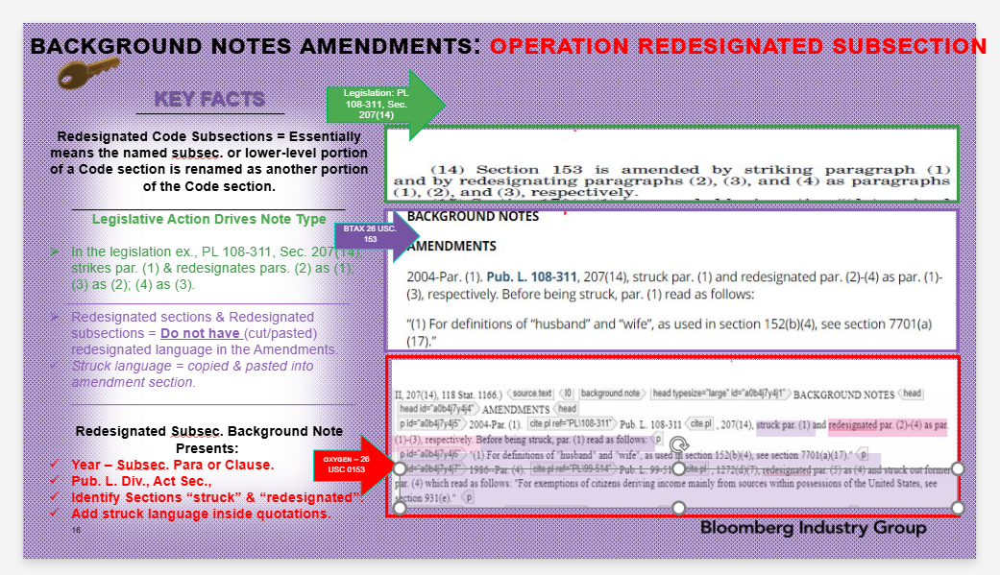 BACKGROUND NOTES AMENDMENTS: OPERATION REDESIGNATED SUBSECTION
KEY FACTS
Redesignated Code Subsections = Essentially
means the named subsec. or lower-level portion
of a Code section is renamed as another portion
of the Code section.
Legislative Action Drives Note Type
➢ In the legislation ex., PL 108-311, Sec. 207(14),
strikes par. (1) & redesignates pars. (2) as (1);
(3) as (2); (4) as (3).
➢ Redesignated sections & Redesignated
subsections = Do not have (cut/pasted)
redesignated language in the Amendments.
✓ Struck language = copied & pasted into
amendment section.
Redesignated Subsec. Background Note
Presents:
✓ Year – Subsec. Para or Clause.
✓ Pub. L. Div., Act Sec.,
✓ Identify Sections “struck” & “redesignated”
✓ Add struck language inside quotations.
16
Legislation: PL
108-311, Sec.
207(14)
(14) Section 153 is amended by striking paragraph (1)
and by redesignating paragraphs (2), (3), and (4) as paragraphs
(1), (2), and (3), respectively.
BTAX 26 USC.
153
BACKGROUND NOTES
AMENDMENTS
2004-Par. (1). Pub. L. 108-311, 207(14), struck par. (1) and redesignated par. (2)-(4) as par. (1)-
(3), respectively. Before being struck, par. (1) read as follows:
“(1) For definitions of “husband” and “wife”, as used in section 152(b)(4), see section 7701(a)
(17).”
OXYGEN – 26
USC 0153
II, 207(14), 118 Stat. 1166.) source.text l0 background.note head typesize="large" id="a0b4j7y4j1" BACKGROUND NOTES head
head id="a0b4j7y4j4" AMENDMENTS head
p id="a0b4j7y4j5" 2004-Par. (1). cite.pl ref="PL\108-311" Pub. L. 108-311 cite.pl , 207(14), struck par. (1) and redesignated par. (2)-(4) as par.
(1)-(3), respectively. Before being struck, par. (1) read as follows: p
p id="a0b4j7y4j6" "(1) For definitions of "husband" and "wife", as used in section 152(b)(4), see section 7701(a)(17)." p
id="a0b4j7y4j7" 1986--Par. (4). cite.pl ref="PL\99-514" Pub. L. 99-51 cite.pl , 1272(d)(7), redesignated par. (5) as (4) and struck out former
par. (4) which read as follows: "For exemptions of citizens deriving income mainly from sources within possessions of the United States, see
section 931(e)." p
Bloomberg Industry Group